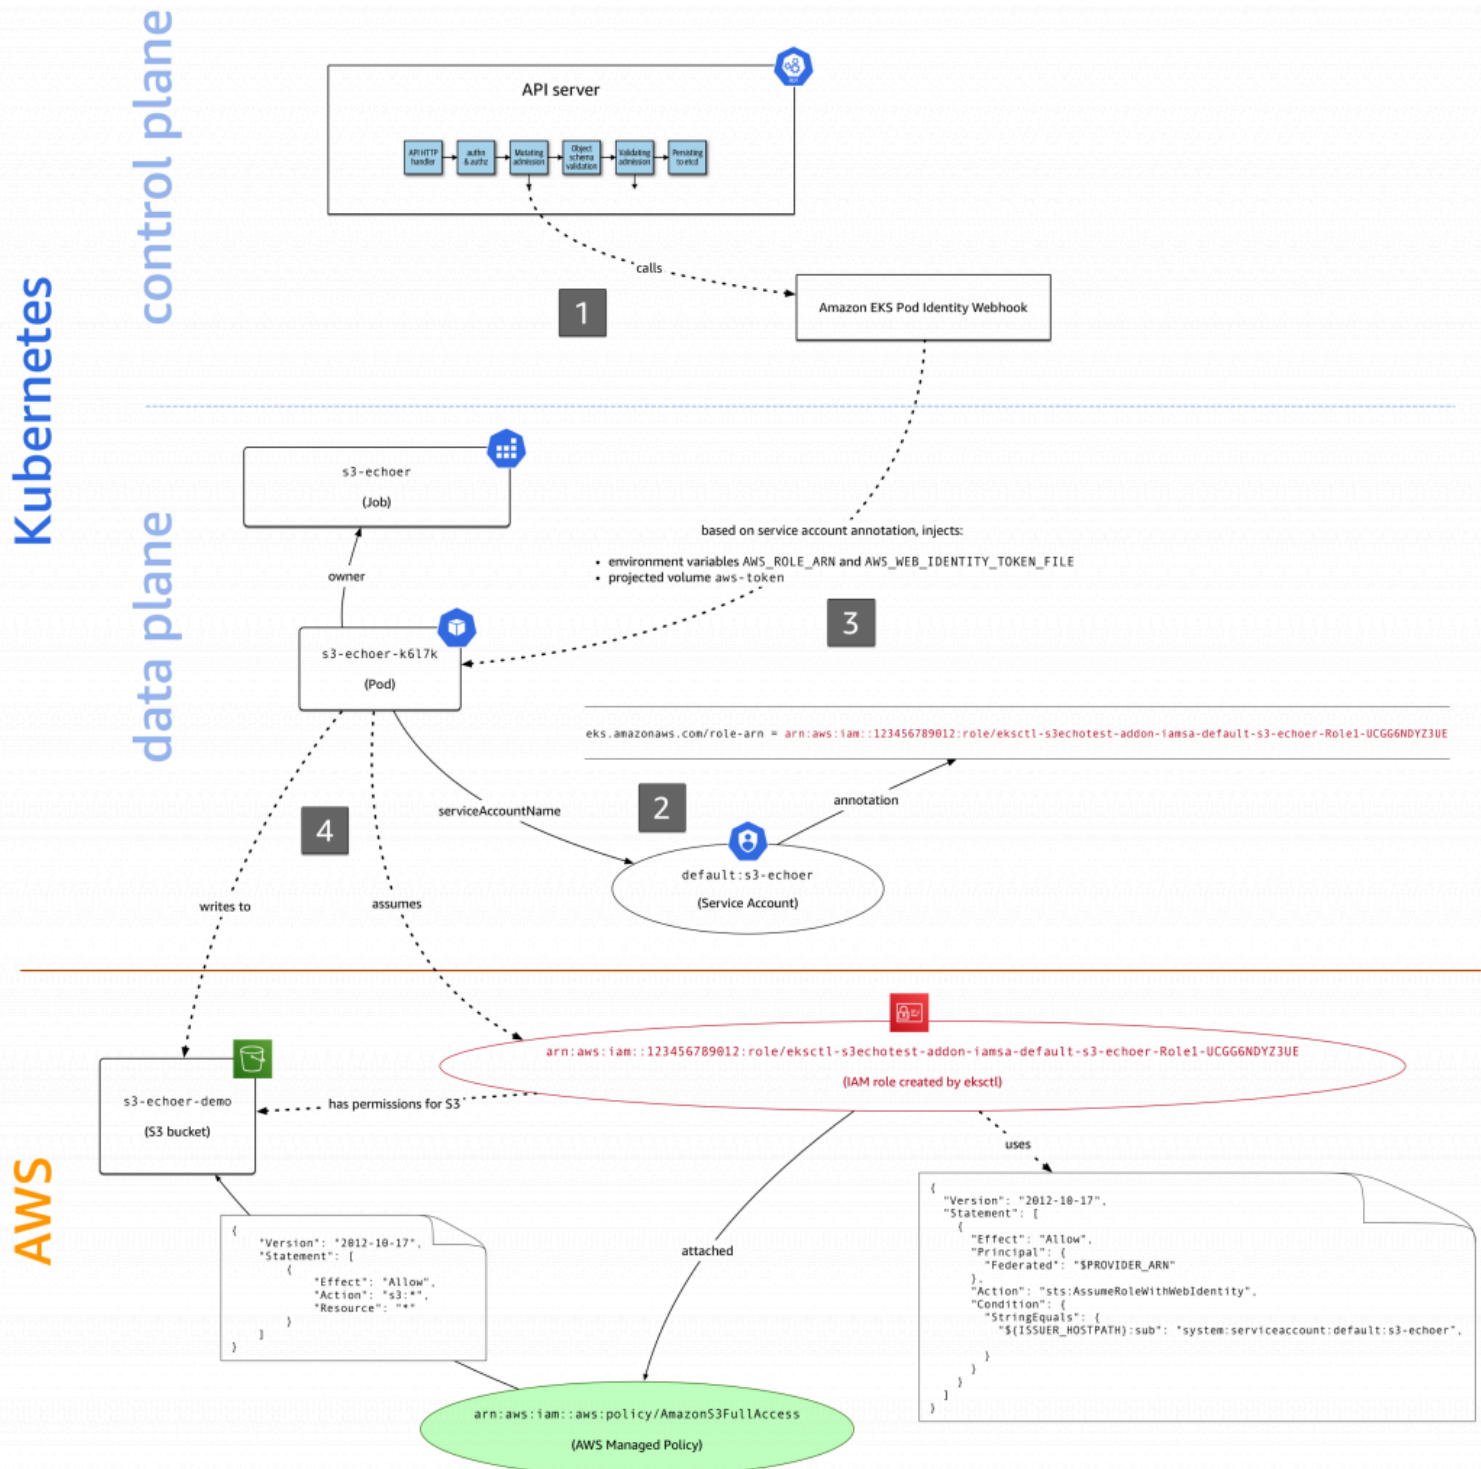 control plane
Kubernetes
data plane
AWS
API server
API HTTP
handler
authn
& authz
Mutating
admission
Object
schema
validation
Validating
admission
Persisting
to etcd
calls
1
Amazon EKS Pod Identity Webhook
s3-echoer
(Job)
owner
based on service account annotation, injects:
• environment variables AWS_ROLE_ARN and AWS_WEB_IDENTITY_TOKEN_FILE
• projected volume aws-token
3
s3-echoer-k6l7k
(Pod)
eks.amazonaws.com/role-arn = arn:aws:iam::123456789012:role/eksctl-s3echotest-addon-iamsa-default-s3-echoer-Role1-UCGG6NDYZ3UE
serviceAccountName
2
annotation
4
default:s3-echoer
(Service Account)
writes to
assumes
arn:aws:iam::123456789012:role/eksctl-s3echotest-addon-iamsa-default-s3-echoer-Role1-UCGG6NDYZ3UE
(IAM role created by eksctl)
s3-echoer-demo
(S3 bucket)
has permissions for S3
uses
attached
{
"Version": "2012-10-17",
"Statement": [
{
"Effect": "Allow",
"Action": "s3:*",
"Resource": "*"
}
]
}
{
"Version": "2012-10-17",
"Statement": [
{
"Effect": "Allow",
"Principal": {
"Federated": "$PROVIDER_ARN"
},
"Action": "sts:AssumeRoleWithWebIdentity",
"Condition": {
"StringEquals": {
"${ISSUER_HOSTPATH}:sub": "system:serviceaccount:default:s3-echoer",
}
}
}
]
}
arn:aws:iam::aws:policy/AmazonS3FullAccess
(AWS Managed Policy)